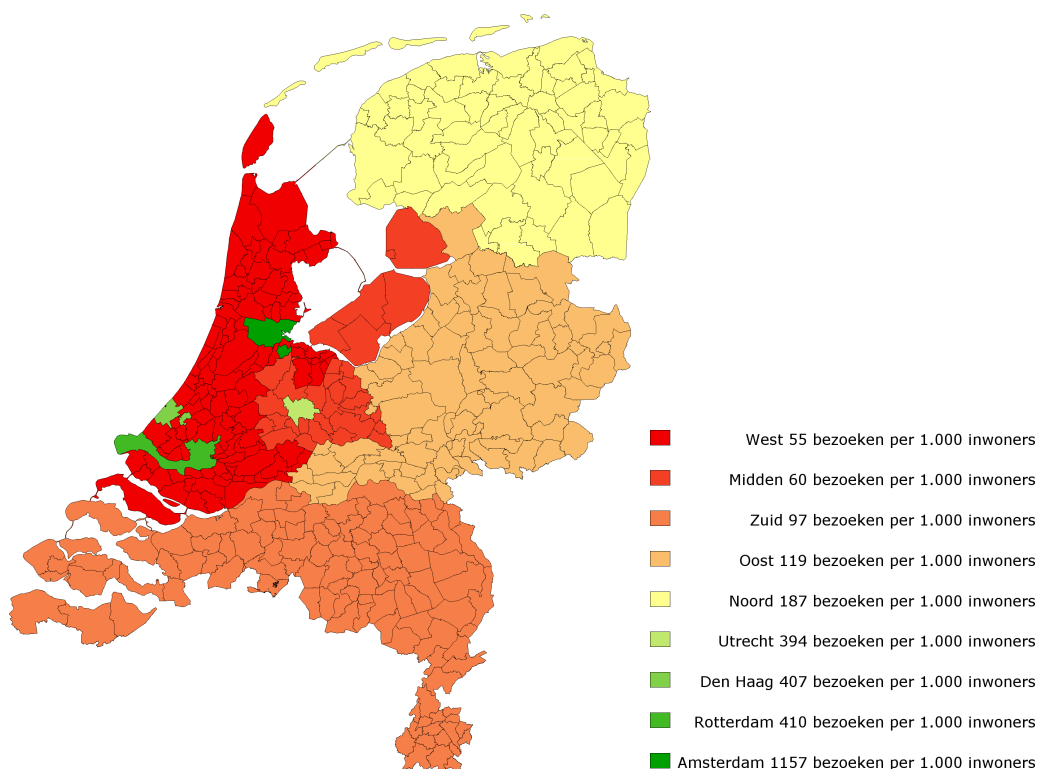 West 55 bezoeken per 1.000 inwoners
Midden 60 bezoeken per 1.000 inwoners
Zuid 97 bezoeken per 1.000 inwoners
Oost 119 bezoeken per 1.000 inwoners
Noord 187 bezoeken per 1.000 inwoners
Utrecht 394 bezoeken per 1.000 inwoners
Den Haag 407 bezoeken per 1.000 inwoners
Rotterdam 410 bezoeken per 1.000 inwoners
Amsterdam 1157 bezoeken per 1.000 inwoners